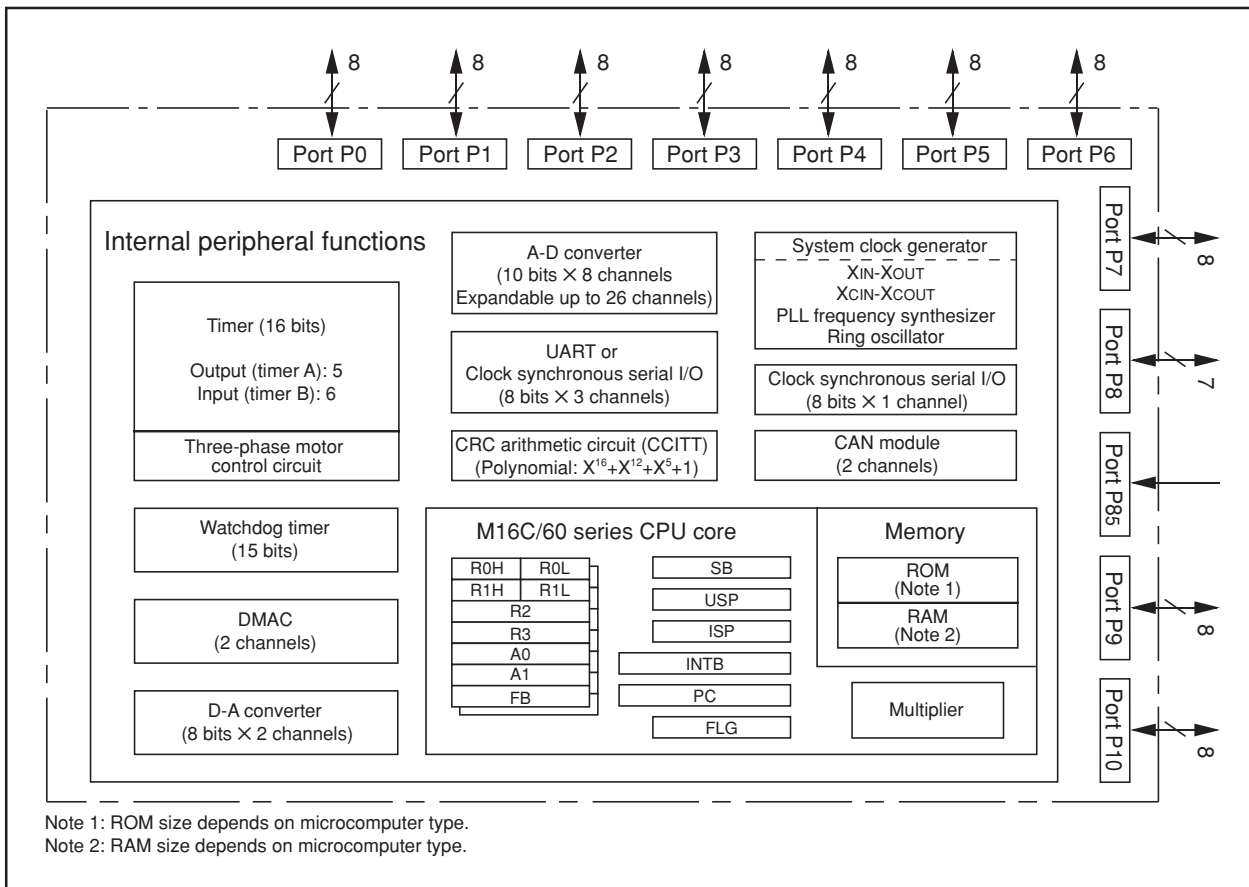 8 8 8 8 8 8 8
Port P0 Port P1 Port P2 Port P3 Port P4 Port P5 Port P6
Internal peripheral functions
Timer (16 bits)
Output (timer A): 5
Input (timer B): 6
Three-phase motor
control circuit
Watchdog timer
(15 bits)
DMAC
(2 channels)
D-A converter
(8 bits × 2 channels)
A-D converter
(10 bits × 8 channels
Expandable up to 26 channels)
UART or
Clock synchronous serial I/O
(8 bits × 3 channels)
CRC arithmetic circuit (CCITT)
(Polynomial: X¹⁶+X¹²+X⁵+1)
System clock generator
XIN-XOUT
XCIN-XCOUT
PLL frequency synthesizer
Ring oscillator
Clock synchronous serial I/O
(8 bits × 1 channel)
CAN module
(2 channels)
M16C/60 series CPU core
R0H R0L
R1H R1L
R2
R3
A0
A1
FB
SB
USP
ISP
INTB
PC
FLG
Memory
ROM
(Note 1)
RAM
(Note 2)
Multiplier
Port P7
8
Port P8
7
Port P85
Port P9
8
Port P10
8
Note 1: ROM size depends on microcomputer type.
Note 2: RAM size depends on microcomputer type.